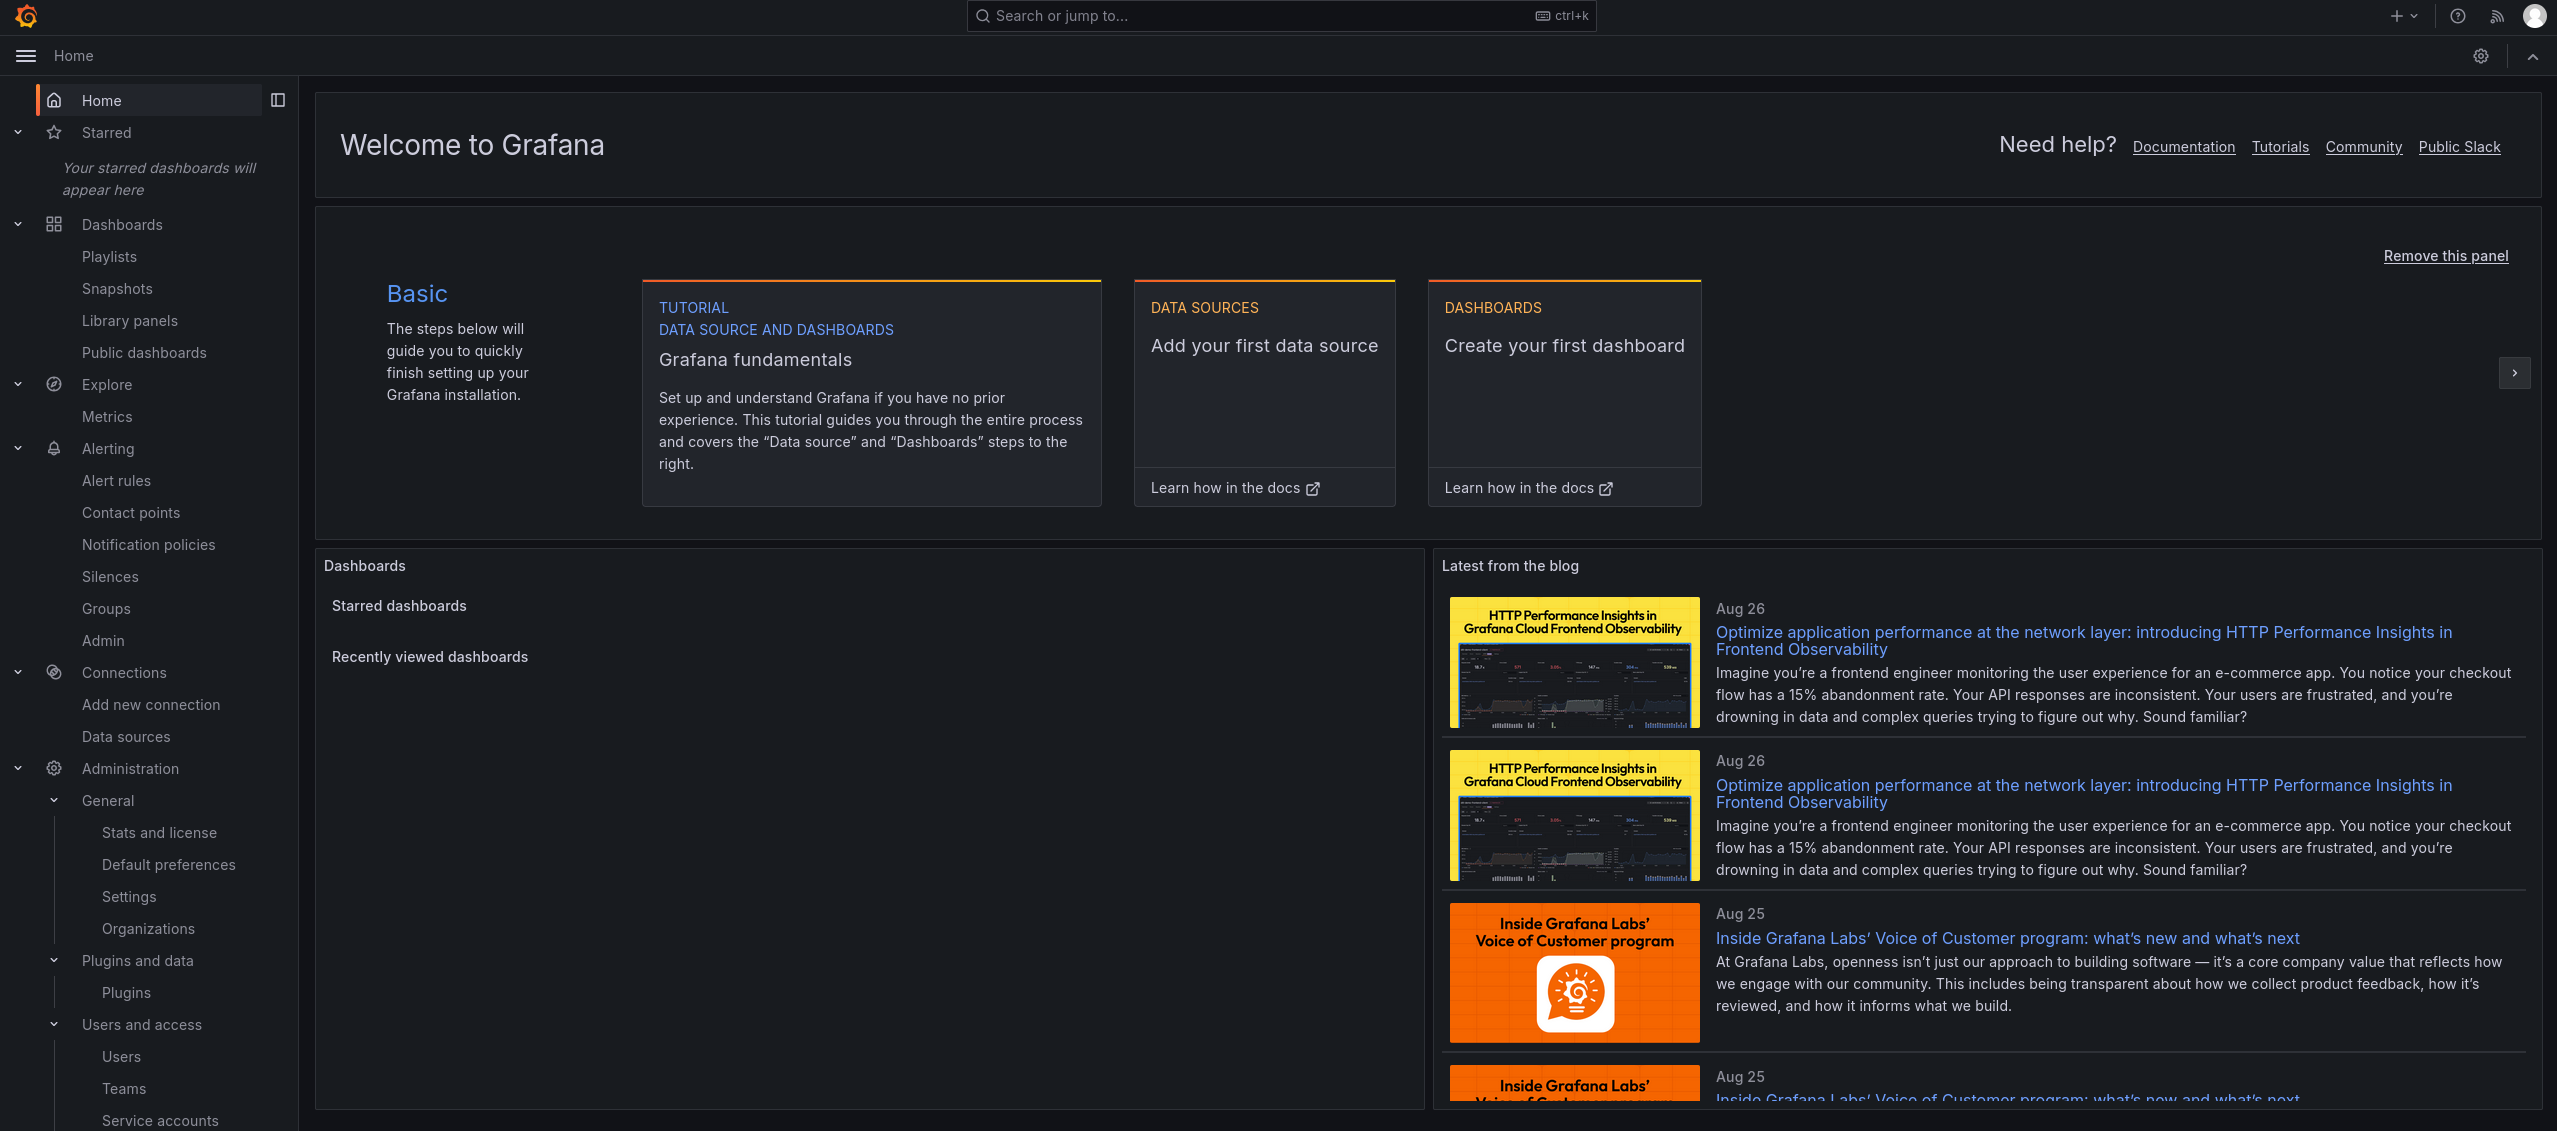 Search or jump to...
ctrl+k
Home
Home
Starred
Your starred dashboards will
appear here
Dashboards
Playlists
Snapshots
Library panels
Public dashboards
Explore
Metrics
Alerting
Alert rules
Contact points
Notification policies
Silences
Groups
Admin
Connections
Add new connection
Data sources
Administration
General
Stats and license
Default preferences
Settings
Organizations
Plugins and data
Plugins
Users and access
Users
Teams
Service accounts
Welcome to Grafana
Need help?
Documentation
Tutorials
Community
Public Slack
Remove this panel
Basic
The steps below will
guide you to quickly
finish setting up your
Grafana installation.
TUTORIAL
DATA SOURCE AND DASHBOARDS
Grafana fundamentals
Set up and understand Grafana if you have no prior
experience. This tutorial guides you through the entire process
and covers the “Data source” and “Dashboards” steps to the
right.
DATA SOURCES
Add your first data source
Learn how in the docs
DASHBOARDS
Create your first dashboard
Learn how in the docs
Dashboards
Starred dashboards
Recently viewed dashboards
Latest from the blog
HTTP Performance Insights in
Grafana Cloud Frontend Observability
Aug 26
Optimize application performance at the network layer: introducing HTTP Performance Insights in
Frontend Observability
Imagine you’re a frontend engineer monitoring the user experience for an e-commerce app. You notice your checkout
flow has a 15% abandonment rate. Your API responses are inconsistent. Your users are frustrated, and you’re
drowning in data and complex queries trying to figure out why. Sound familiar?
HTTP Performance Insights in
Grafana Cloud Frontend Observability
Aug 26
Optimize application performance at the network layer: introducing HTTP Performance Insights in
Frontend Observability
Imagine you’re a frontend engineer monitoring the user experience for an e-commerce app. You notice your checkout
flow has a 15% abandonment rate. Your API responses are inconsistent. Your users are frustrated, and you’re
drowning in data and complex queries trying to figure out why. Sound familiar?
Inside Grafana Labs’
Voice of Customer program
Aug 25
Inside Grafana Labs‘ Voice of Customer program: what’s new and what’s next
At Grafana Labs, openness isn’t just our approach to building software — it’s a core company value that reflects how
we engage with our community. This includes being transparent about how we collect product feedback, how it’s
reviewed, and how it informs what we build.
Inside Grafana Labs’
Voice of Customer program
Aug 25
Inside Grafana Labs‘ Voice of Customer program: what’s new and what’s next